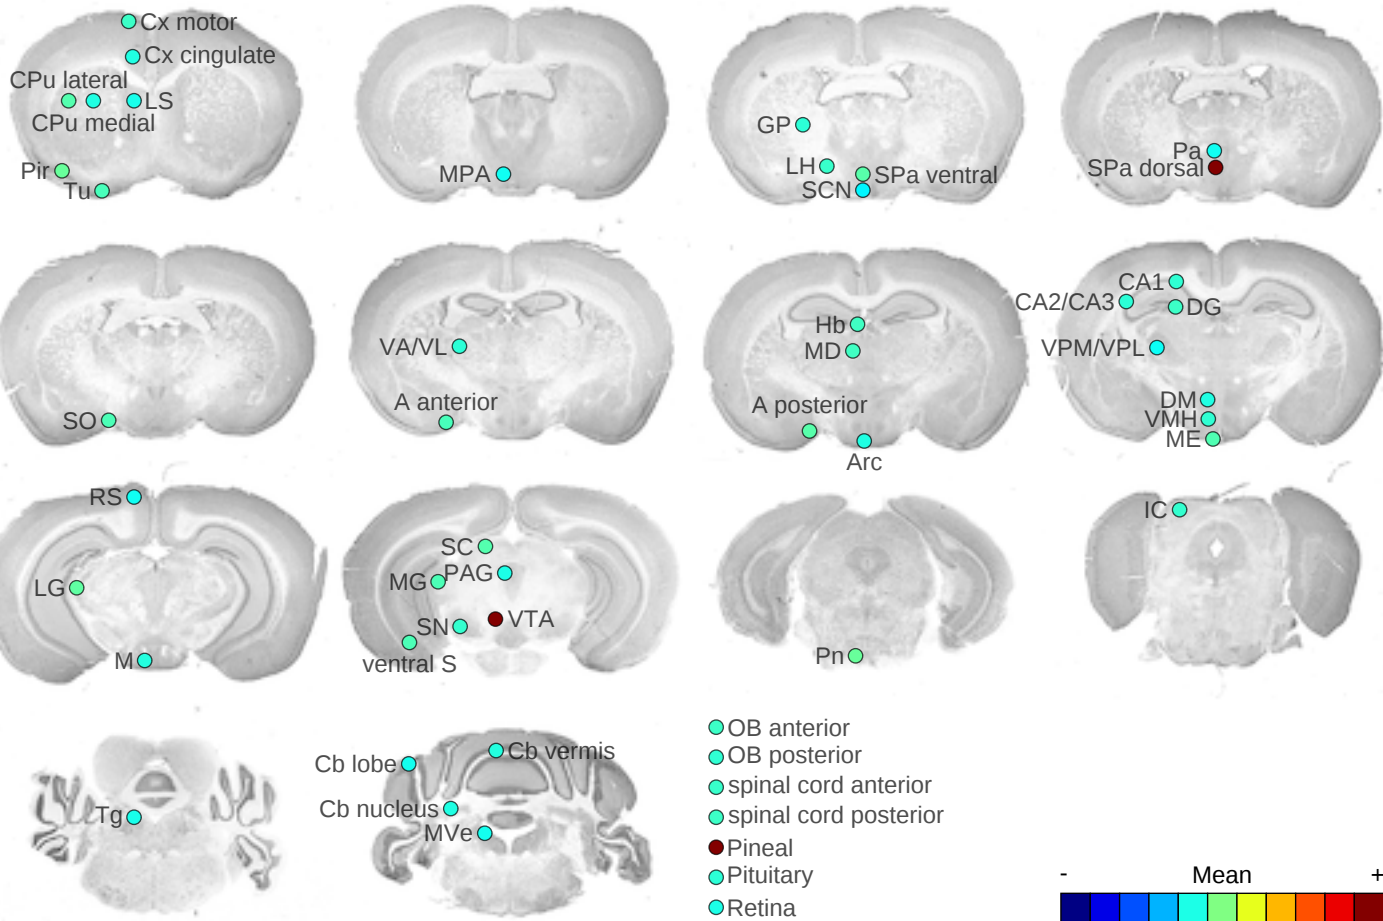 Cx motor
Cx cingulate
CPu lateral
LS
CPu medial
Pir
Tu
MPA
GP
LH
SPa ventral
SCN
Pa
SPa dorsal
SO
VA/VL
A anterior
Hb
MD
A posterior
Arc
CA1
CA2/CA3
DG
VPM/VPL
DM
VMH
ME
RS
LG
M
SC
PAG
MG
VTA
SN
ventral S
Pn
IC
Tg
Cb vermis
Cb lobe
Cb nucleus
MVe
OB anterior
OB posterior
spinal cord anterior
spinal cord posterior
Pineal
Pituitary
Retina
- Mean +